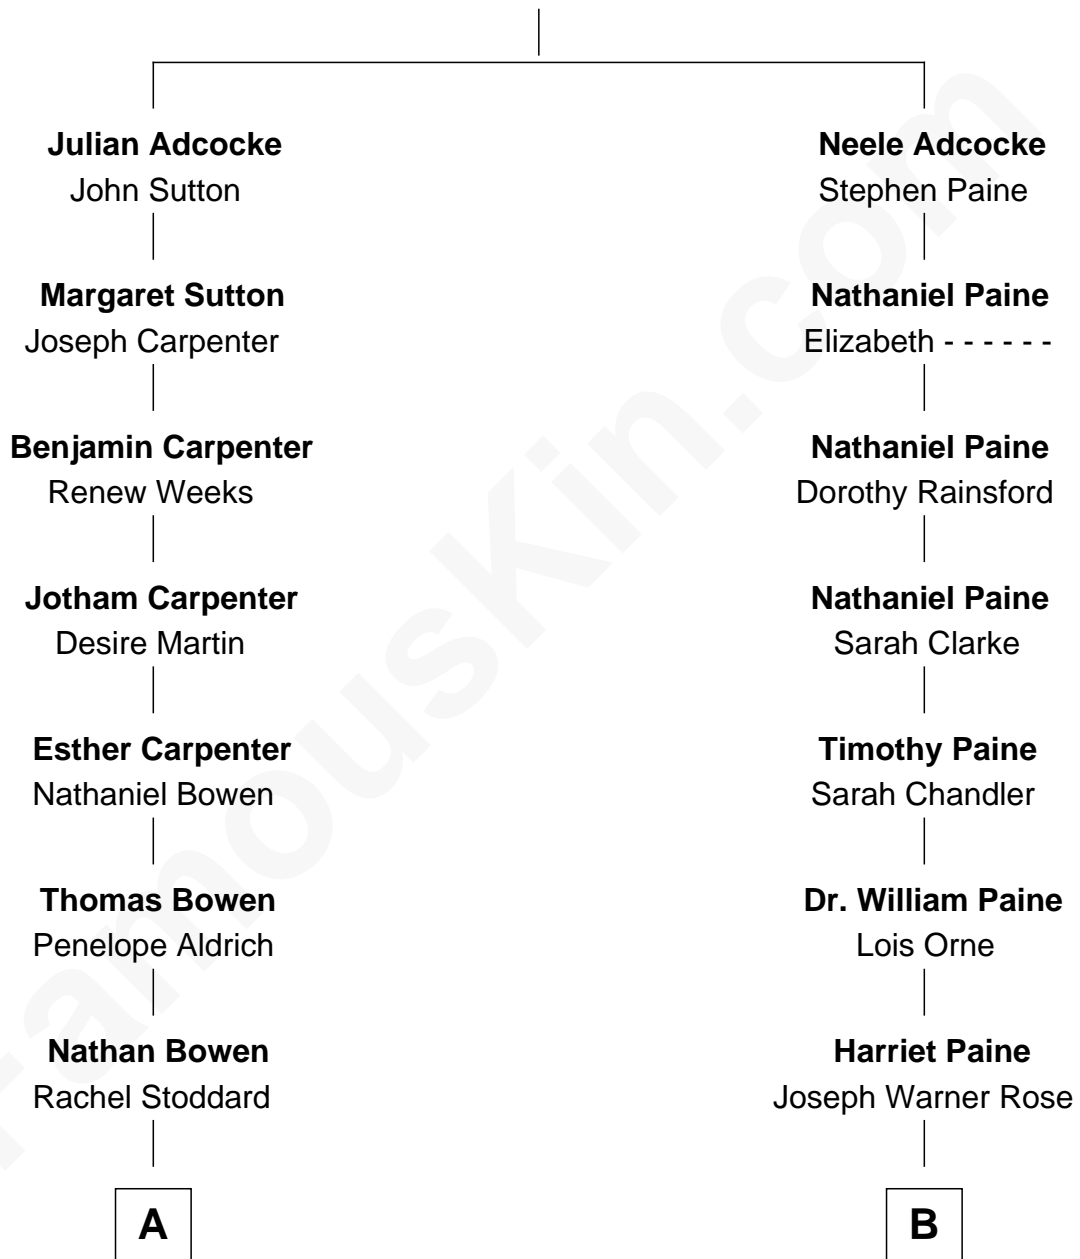 Julian Adcocke
John Sutton
Margaret Sutton
Joseph Carpenter
Benjamin Carpenter
Renew Weeks
Jotham Carpenter
Desire Martin
Esther Carpenter
Nathaniel Bowen
Thomas Bowen
Penelope Aldrich
Nathan Bowen
Rachel Stoddard
A
Neele Adcocke
Stephen Paine
Nathaniel Paine
Elizabeth - - - - - -
Nathaniel Paine
Dorothy Rainsford
Nathaniel Paine
Sarah Clarke
Timothy Paine
Sarah Chandler
Dr. William Paine
Lois Orne
Harriet Paine
Joseph Warner Rose
B
FamousKin.com